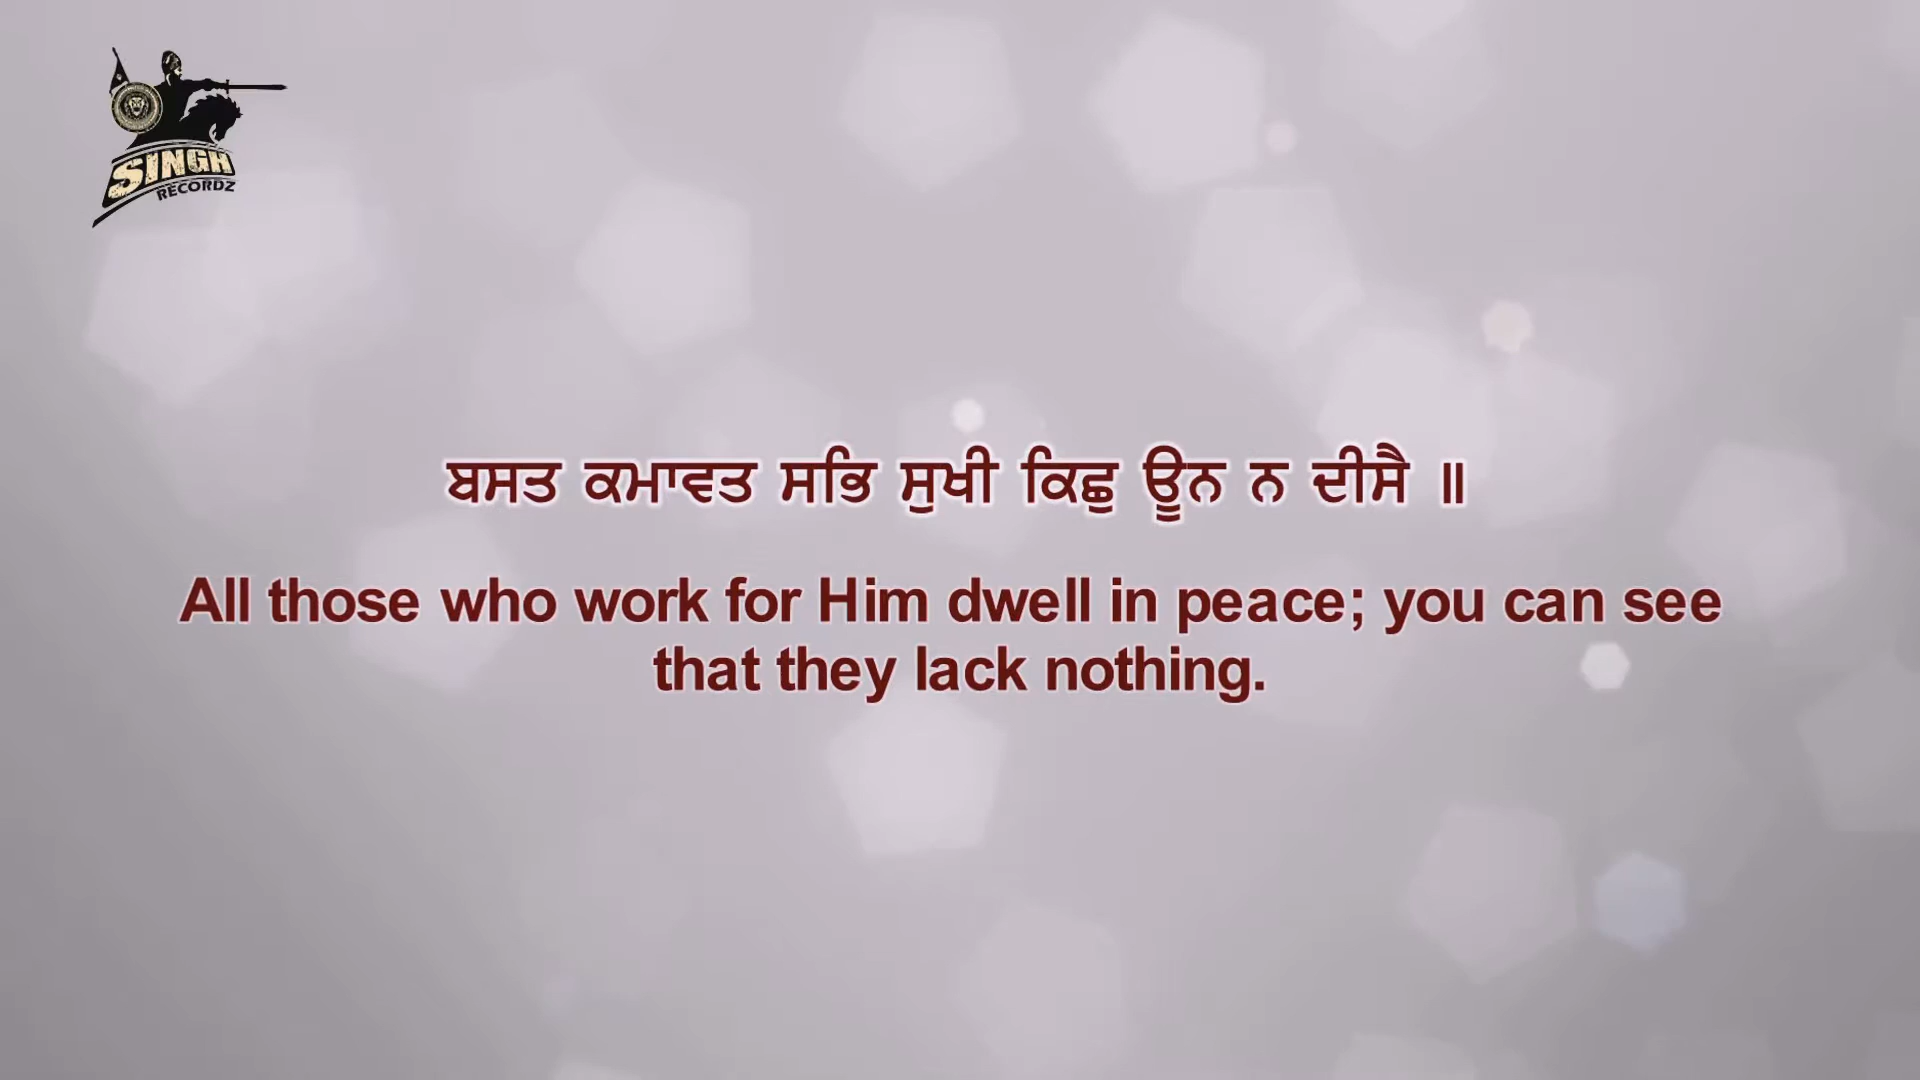 SINGH
RECORDZ
ਬਸਤ ਕਮਾਵਤ ਸਭਿ ਸੁਖੀ ਕਿਛੁ ਊਨ ਨ ਦੀਸੈ ॥
All those who work for Him dwell in peace; you can see
that they lack nothing.